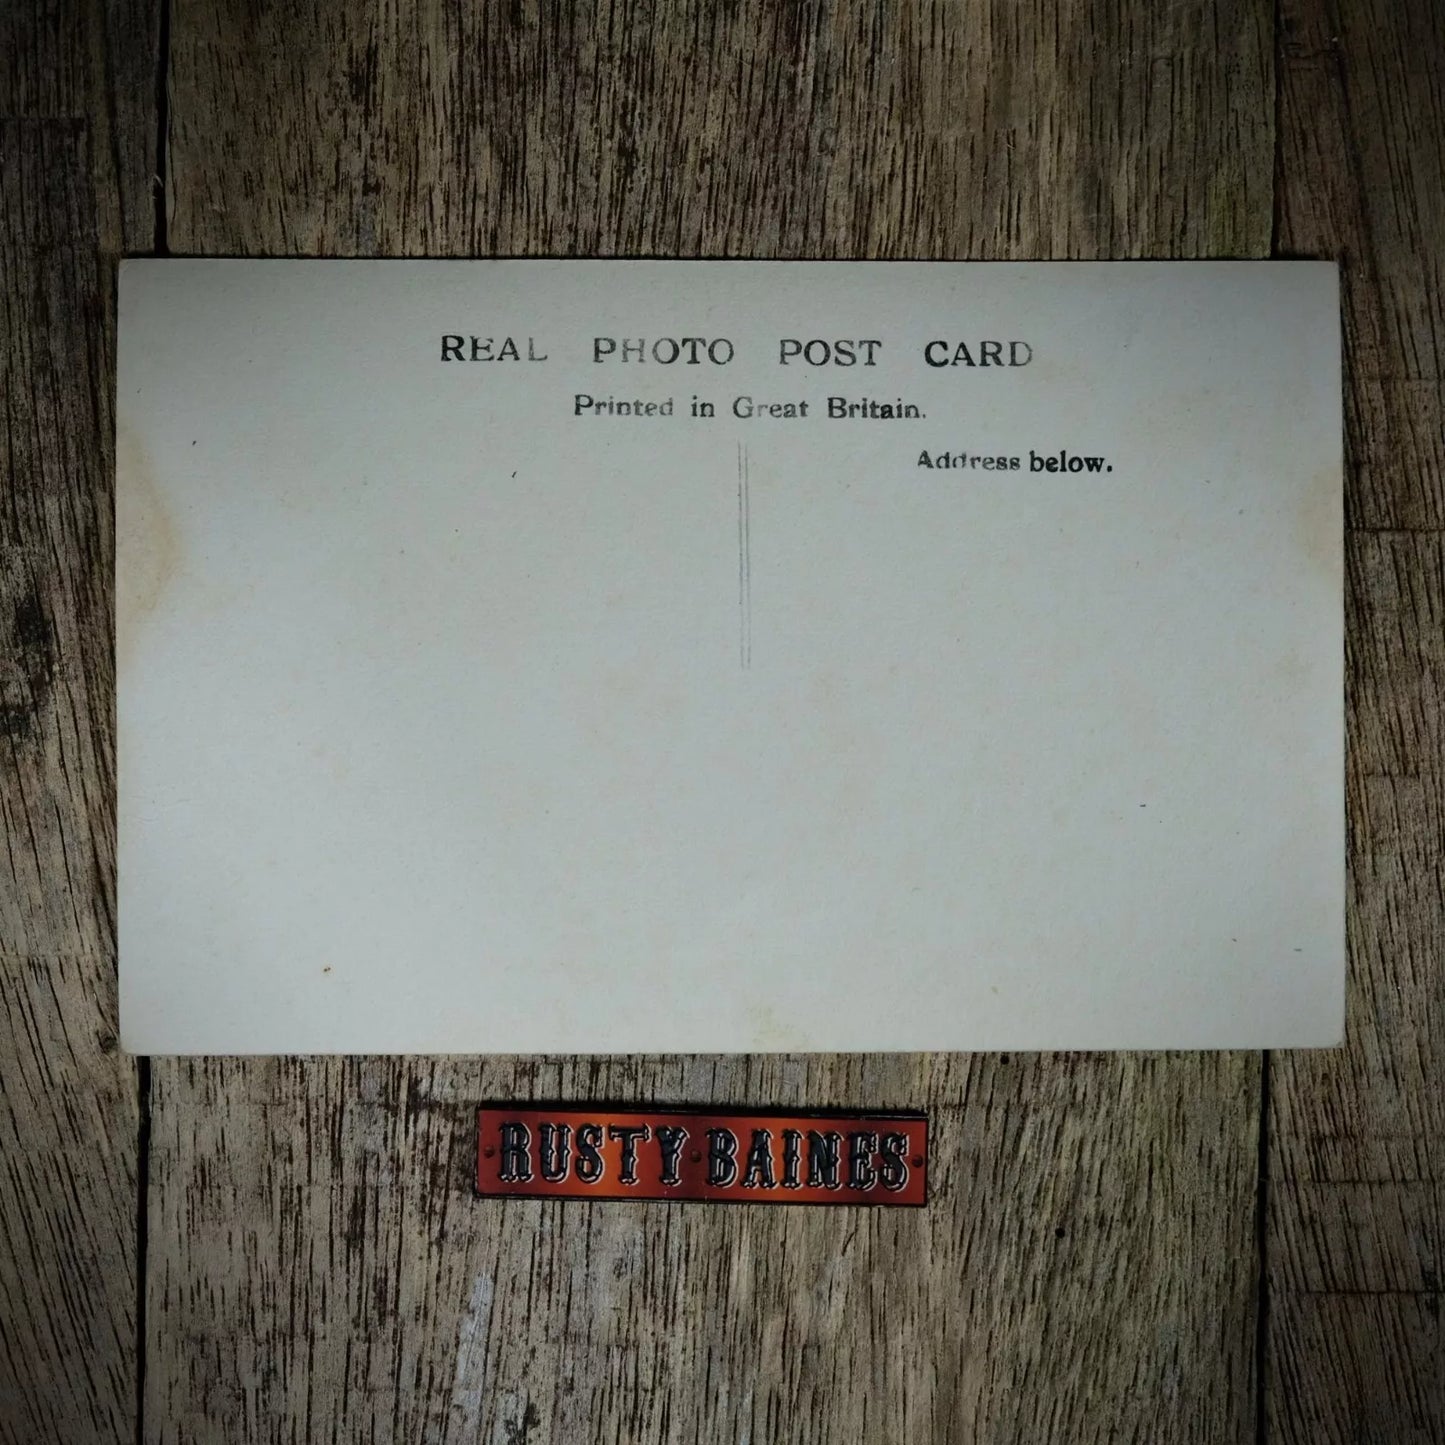 REAL PHOTO POST CARD
Printed in Great Britain.
Address below.
RUSTY BAINES